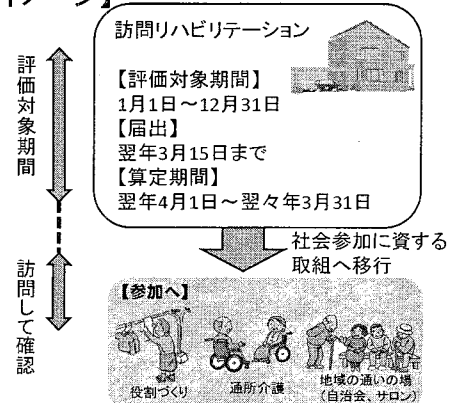 訪問リハビリテーション
【評価対象期間】
1月1日～12月31日
【届出】
翌年3月15日まで
【算定期間】
翌年4月1日～翌々年3月31日
評価対象期間
社会参加に資する
取組へ移行
訪問して確認
【参加へ】
役割づくり
通所介護
地域の通いの場
(自治会、サロン)